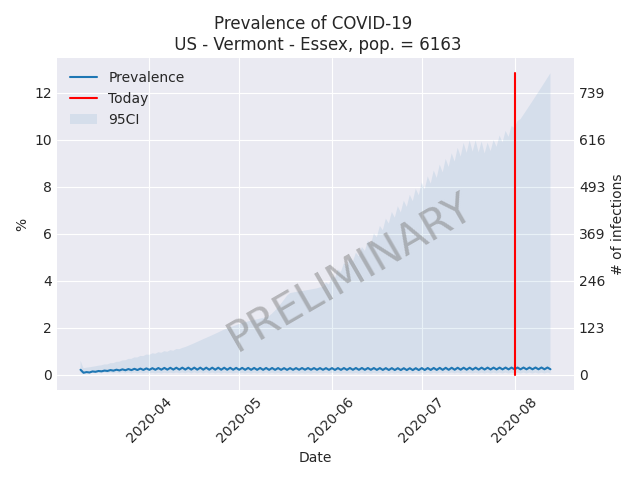 Prevalence of COVID-19
US - Vermont - Essex, pop. = 6163
Prevalence
Today
95CI
12
10
8
6
4
2
0
%
739
616
493
369
246
123
0
# of infections
PRELIMINARY
2020-04
2020-05
2020-06
2020-07
2020-08
Date